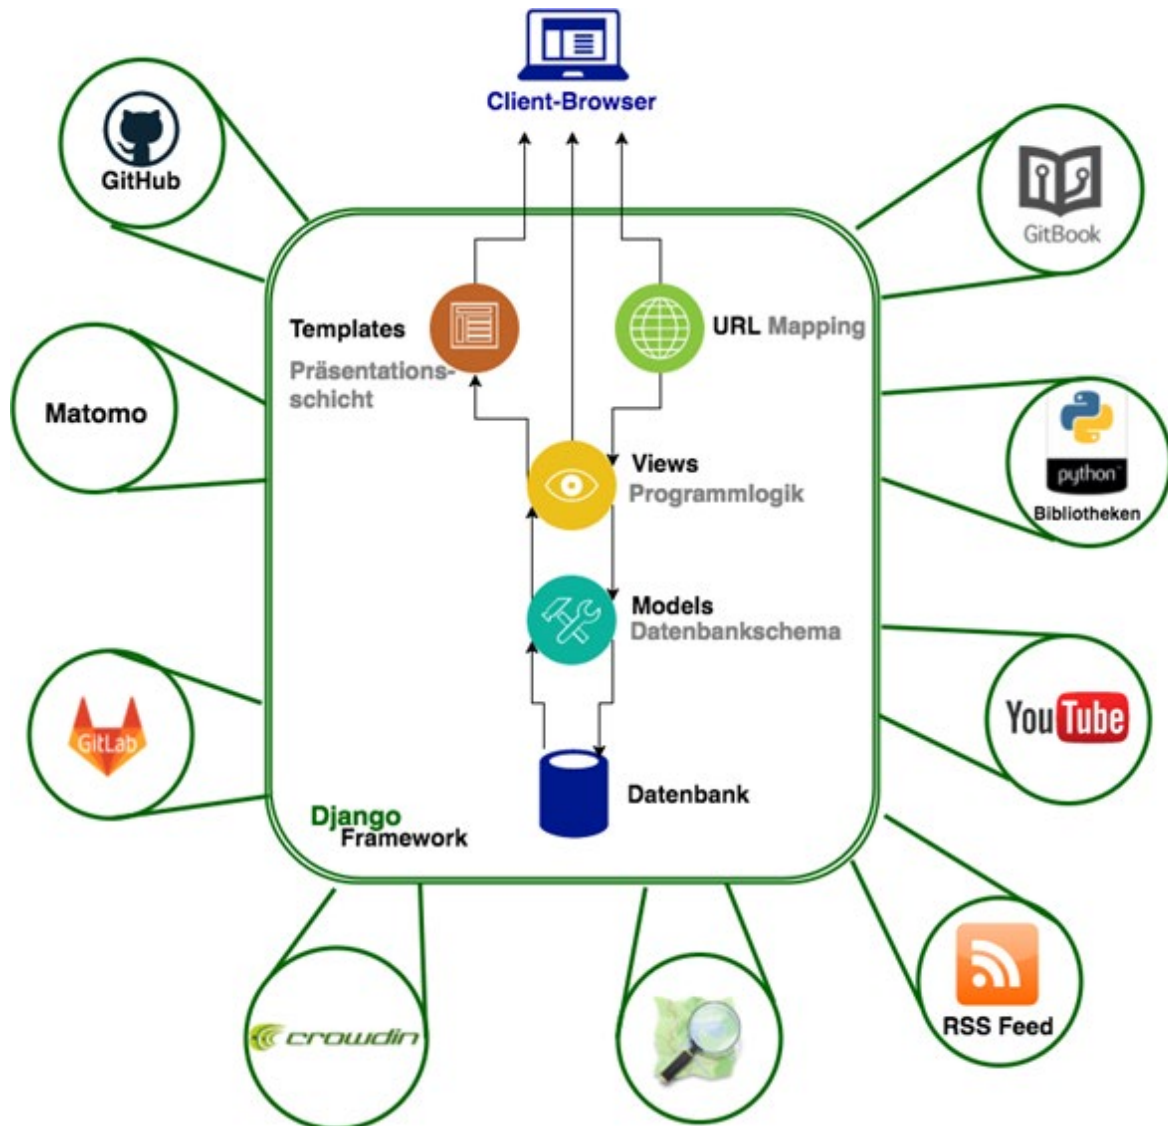 Client-Browser
GitHub
GitBook
Templates
Präsentations-
schicht
URL Mapping
Matomo
Views
Programmlogik
python™
Bibliotheken
Models
Datenbankschema
GitLab
YouTube
Datenbank
Django
Framework
crowdin
RSS Feed